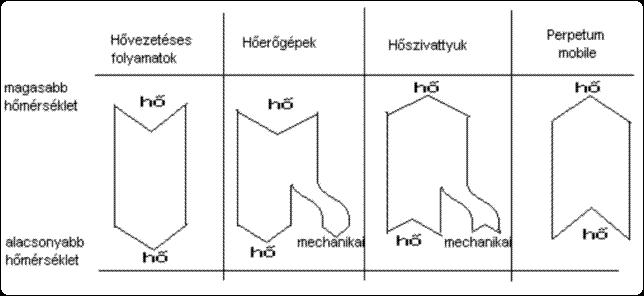 Hővezetéses
folyamatok
Hőerőgépek
Hőszivattyuk
Perpetum
mobile
magasabb
hőmérséklet
hő
hő
hő
hő
alacsonyabb
hőmérséklet
hő
hő
mechanikai
hő
mechanikai
hő